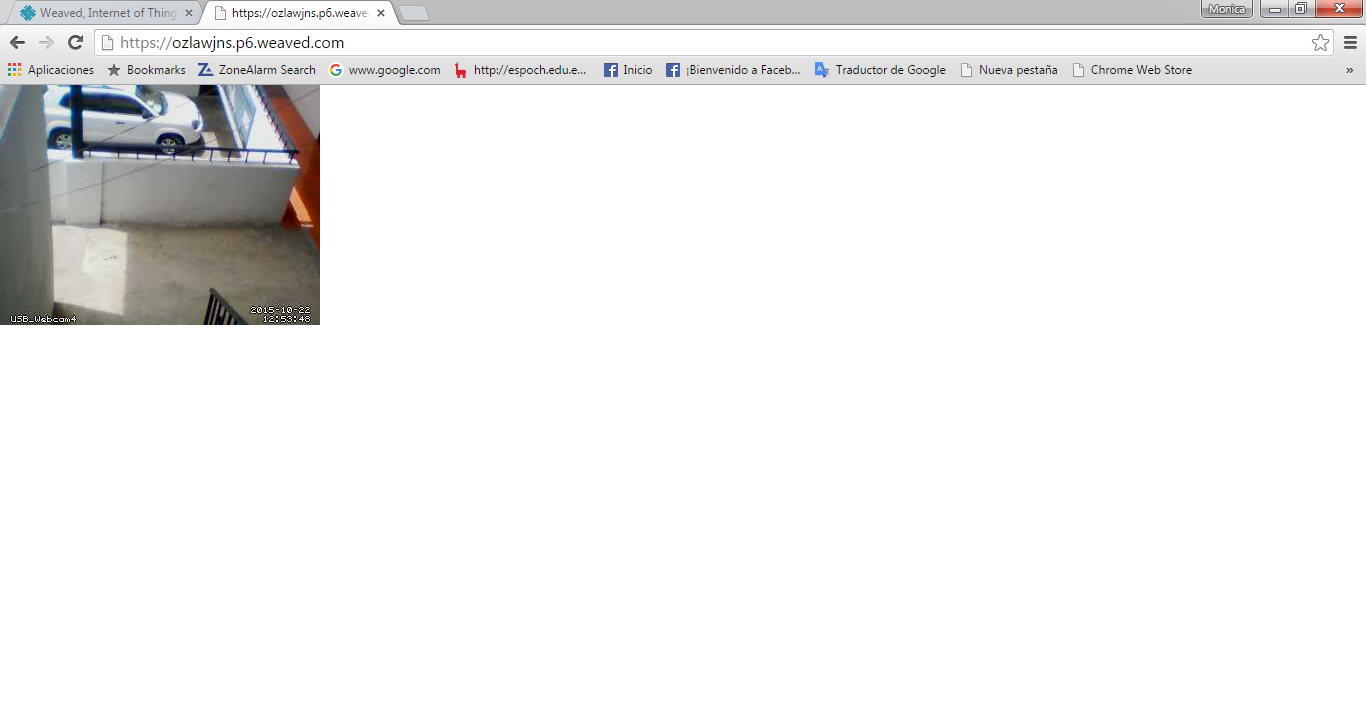 Weaved, Internet of Thing
https://ozlawjns.p6.weave
Monica
https://ozlawjns.p6.weaved.com
Aplicaciones Bookmarks ZoneAlarm Search www.google.com http://espoch.edu.e... Inicio ¡Bienvenido a Faceb... Traductor de Google Nueva pestaña Chrome Web Store »
2015-10-22
USB_Webcam4 12:53:48